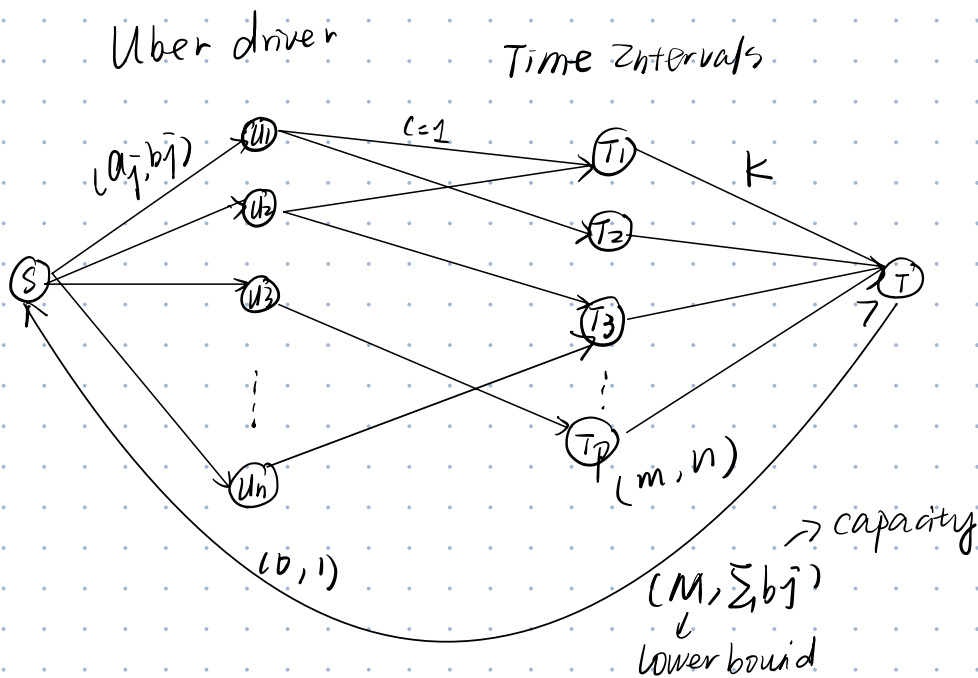 Uber driver
Time Intervals
(aj, bj)
c=1
K
S
U1
U2
U3
Un
T1
T2
T3
Tp
T
(m, n)
(0, 1)
capacity
(M, ∑bj)
lower bound